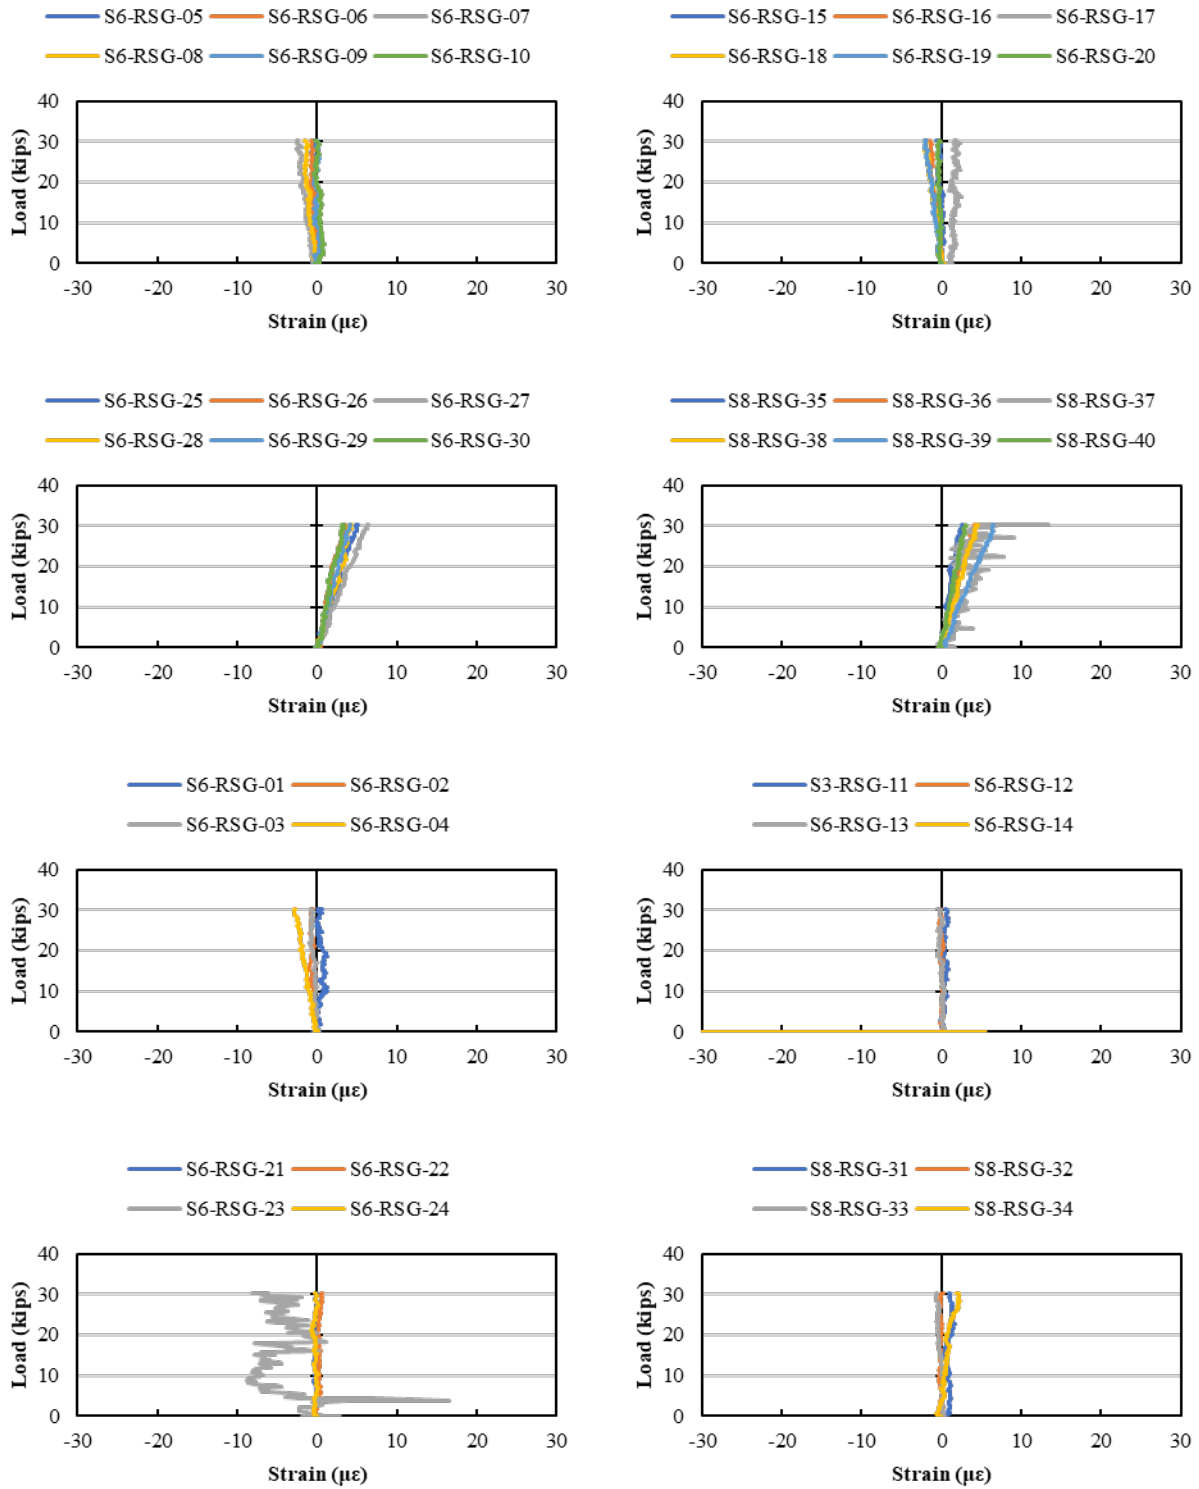 S6-RSG-05 S6-RSG-06 S6-RSG-07
S6-RSG-08 S6-RSG-09 S6-RSG-10
40
30
20
10
0
-30 -20 -10 0 10 20 30
Load (kips)
Strain (με)
S6-RSG-15 S6-RSG-16 S6-RSG-17
S6-RSG-18 S6-RSG-19 S6-RSG-20
40
30
20
10
0
-30 -20 -10 0 10 20 30
Load (kips)
Strain (με)
S6-RSG-25 S6-RSG-26 S6-RSG-27
S6-RSG-28 S6-RSG-29 S6-RSG-30
40
30
20
10
0
-30 -20 -10 0 10 20 30
Load (kips)
Strain (με)
S8-RSG-35 S8-RSG-36 S8-RSG-37
S8-RSG-38 S8-RSG-39 S8-RSG-40
40
30
20
10
0
-30 -20 -10 0 10 20 30
Load (kips)
Strain (με)
S6-RSG-01 S6-RSG-02
S6-RSG-03 S6-RSG-04
40
30
20
10
0
-30 -20 -10 0 10 20 30
Load (kips)
Strain (με)
S3-RSG-11 S6-RSG-12
S6-RSG-13 S6-RSG-14
40
30
20
10
0
-30 -20 -10 0 10 20 30
Load (kips)
Strain (με)
S6-RSG-21 S6-RSG-22
S6-RSG-23 S6-RSG-24
40
30
20
10
0
-30 -20 -10 0 10 20 30
Load (kips)
Strain (με)
S8-RSG-31 S8-RSG-32
S8-RSG-33 S8-RSG-34
40
30
20
10
0
-30 -20 -10 0 10 20 30
Load (kips)
Strain (με)